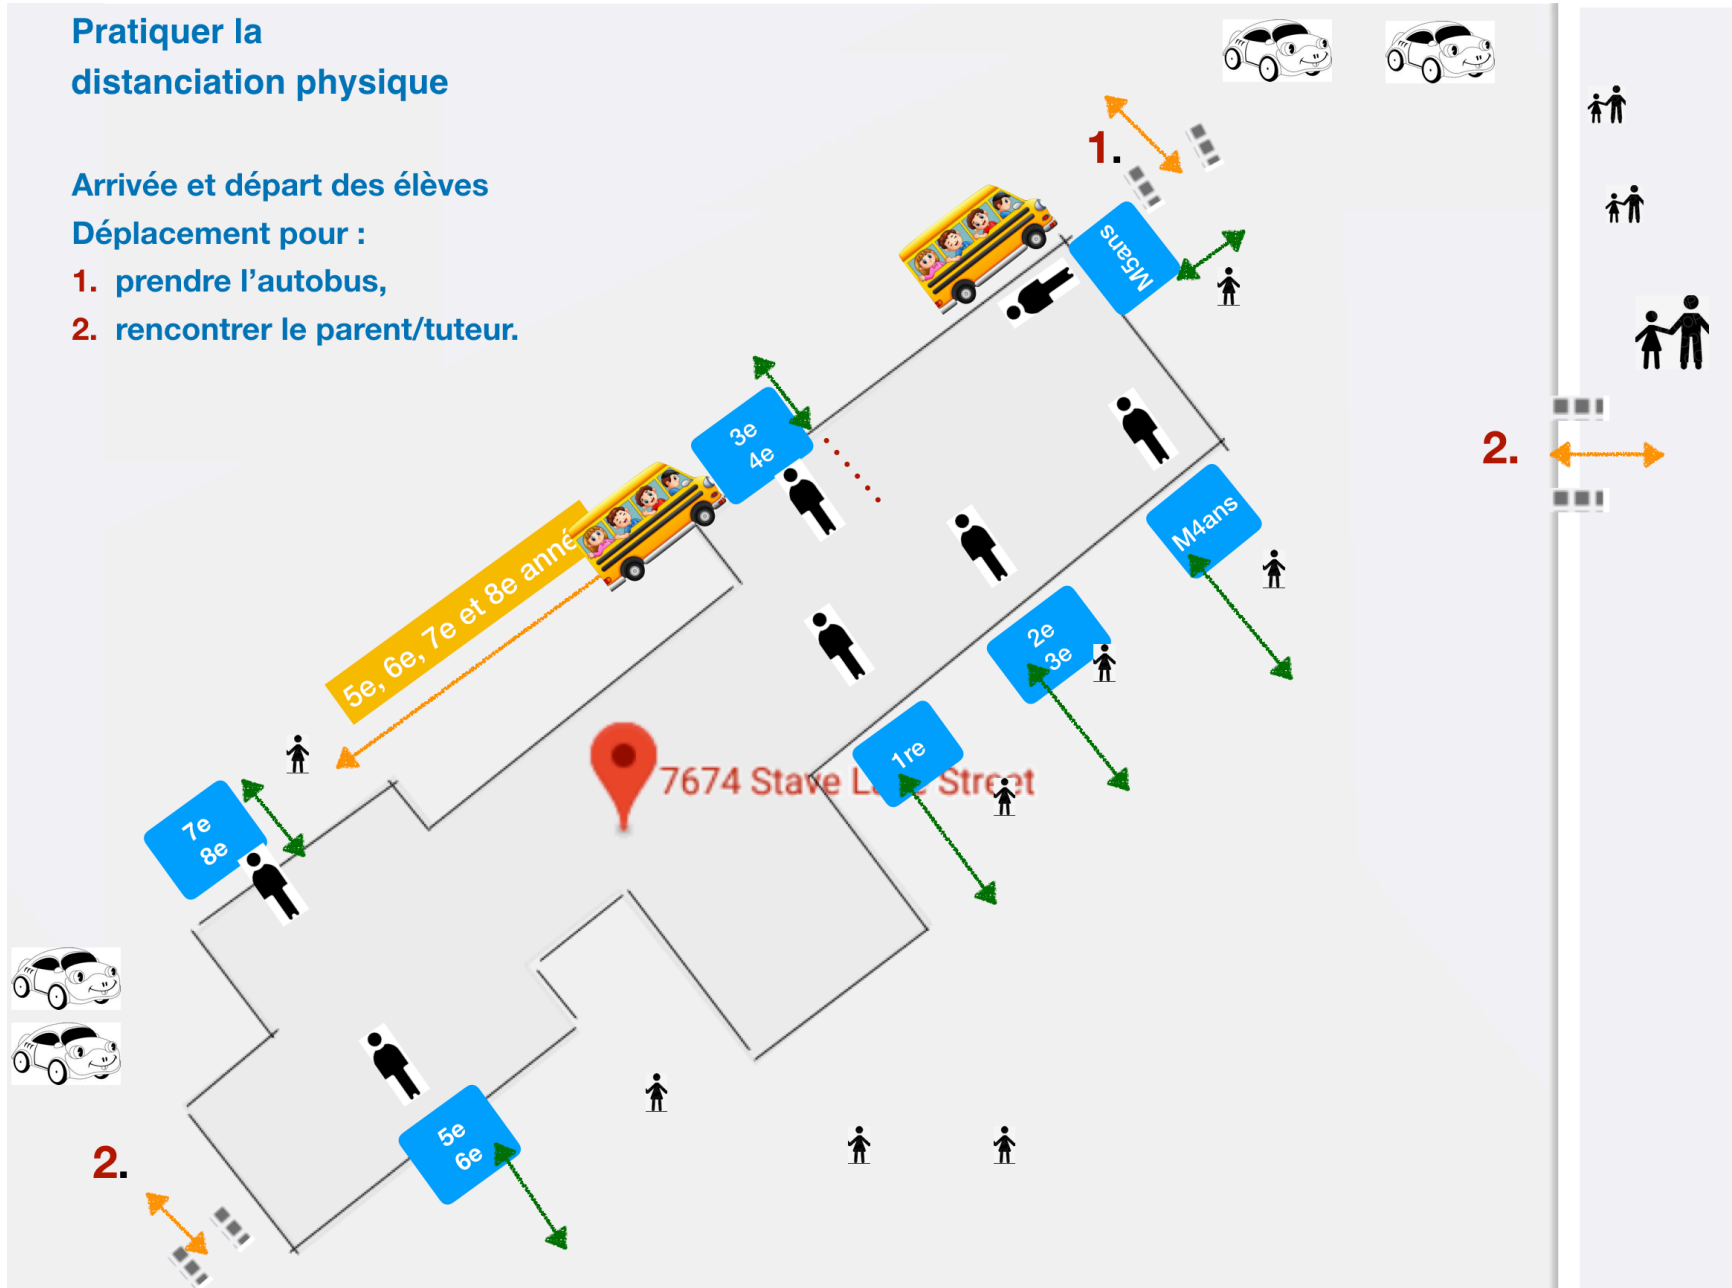 Pratiquer la
distanciation physique
Arrivée et départ des élèves
Déplacement pour :
1. prendre l'autobus,
2. rencontrer le parent/tuteur.
1.
M5ans
3e
4e
2.
M4ans
5e, 6e, 7e et 8e anné
2e
3e
1re
7674 Stave Street
7e
8e
5e
6e
2.